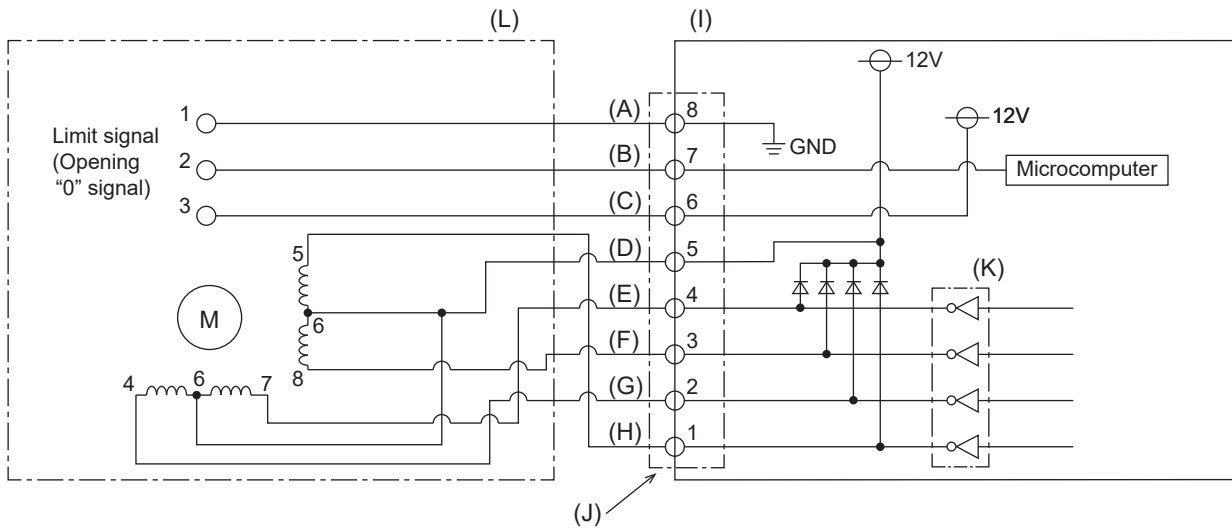 (L)
(I)
12V
12V
1
(A)
8
GND
Limit signal
(Opening
"0" signal)
2
(B)
7
Microcomputer
3
(C)
6
5
(D)
5
(K)
6
(E)
4
M
8
(F)
3
4
6
7
(G)
2
(H)
1
(J)